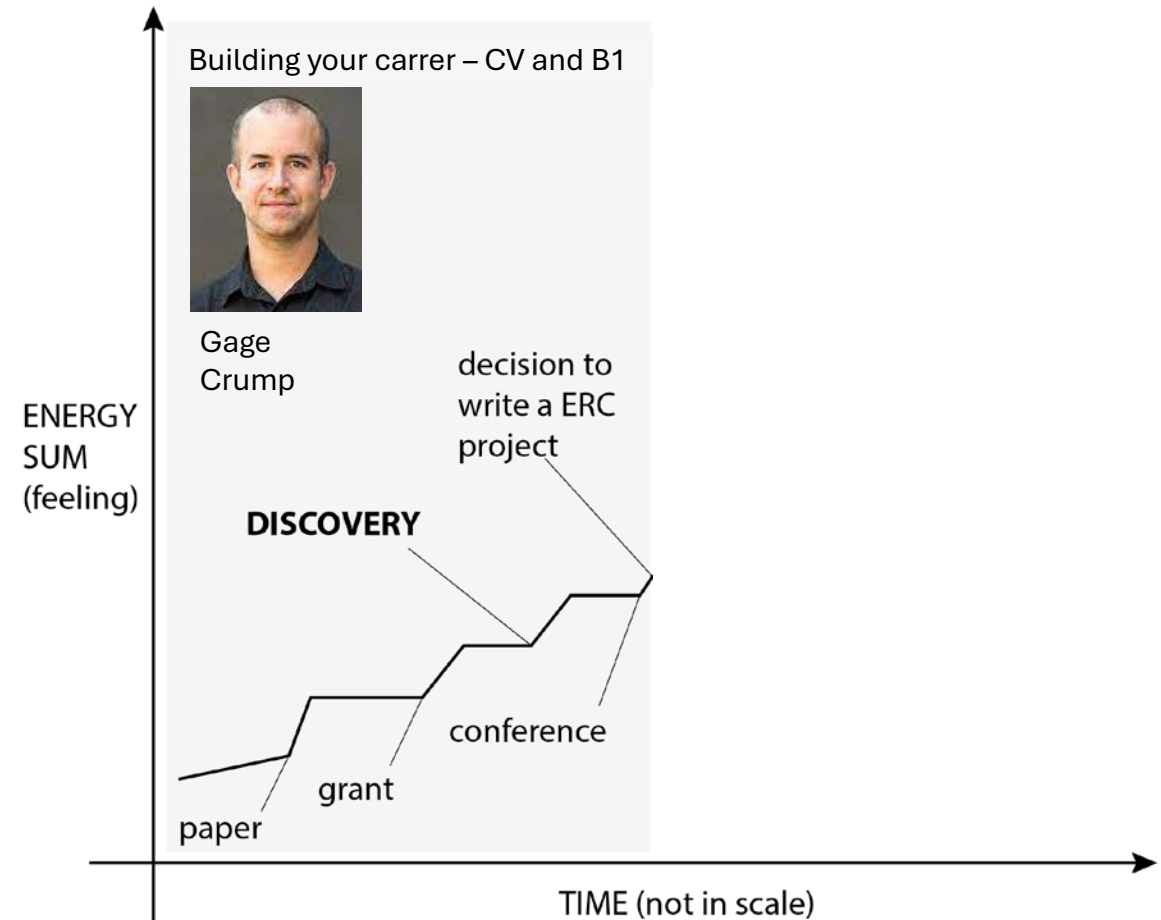 Building your carrer – CV and B1
Gage
Crump
decision to
write a ERC
project
ENERGY
SUM
(feeling)
DISCOVERY
conference
grant
paper
TIME (not in scale)